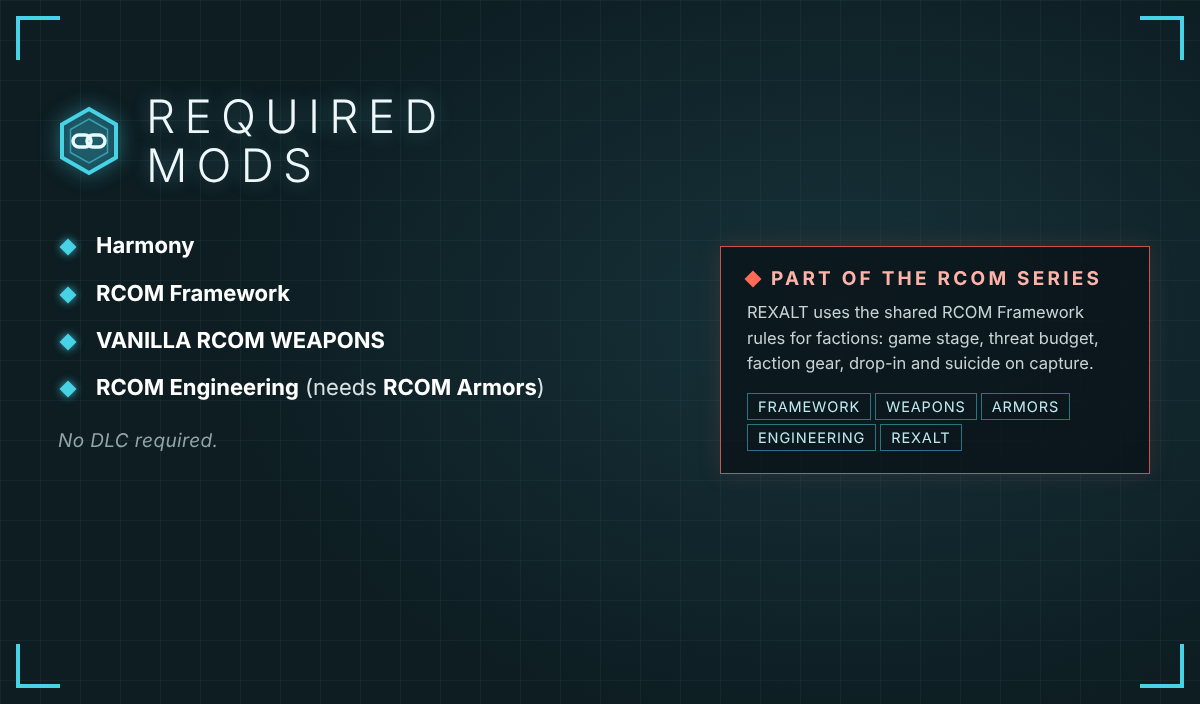 REQUIRED
MODS
Harmony
RCOM Framework
VANILLA RCOM WEAPONS
RCOM Engineering (needs RCOM Armors)
No DLC required.
PART OF THE RCOM SERIES
REXALT uses the shared RCOM Framework
rules for factions: game stage, threat budget,
faction gear, drop-in and suicide on capture.
FRAMEWORK WEAPONS ARMORS
ENGINEERING REXALT